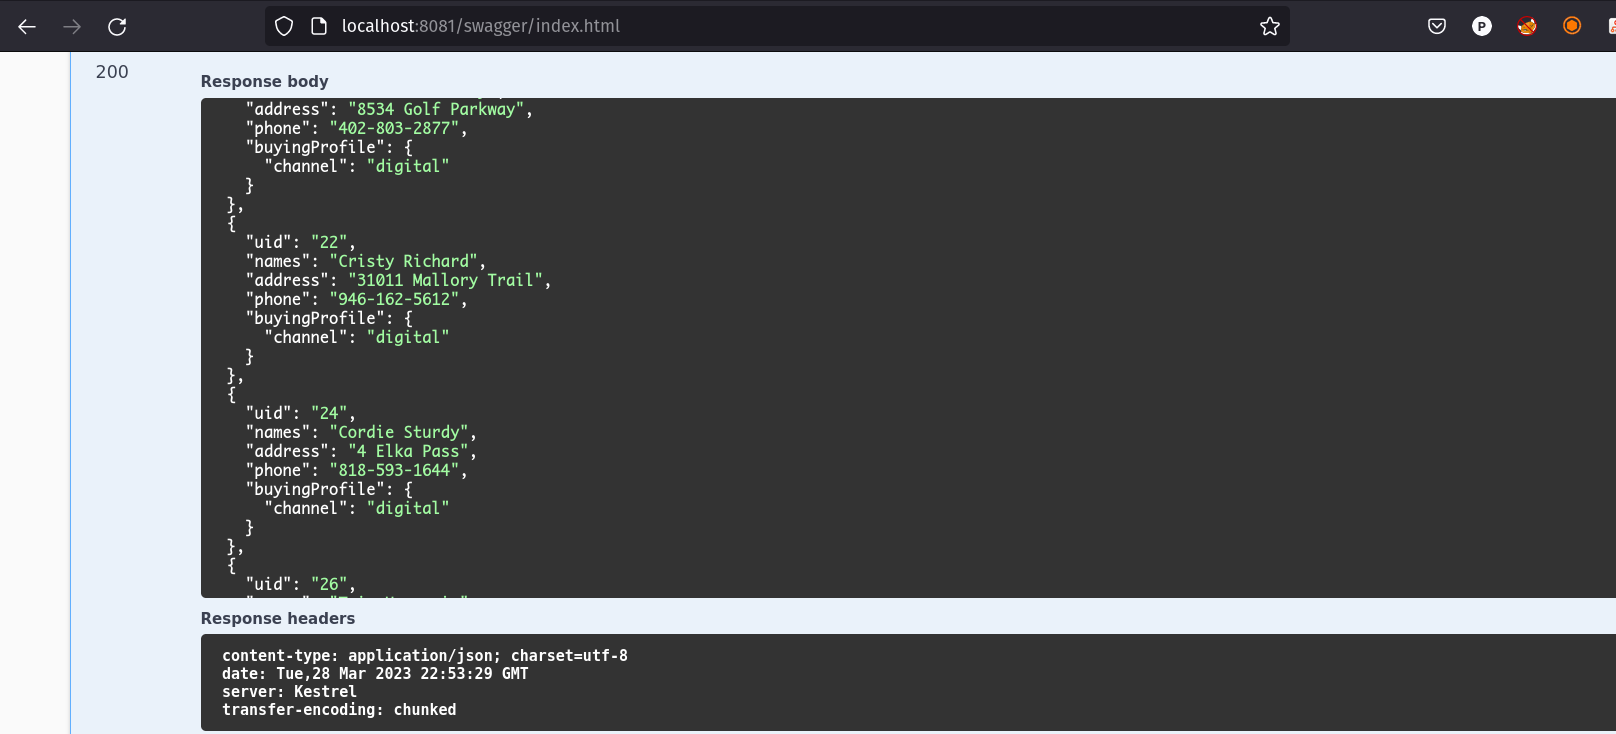 localhost:8081/swagger/index.html
P
200
Response body
"address": "8534 Golf Parkway",
"phone": "402-803-2877",
"buyingProfile": {
"channel": "digital"
}
},
{
"uid": "22",
"names": "Cristy Richard",
"address": "31011 Mallory Trail",
"phone": "946-162-5612",
"buyingProfile": {
"channel": "digital"
}
},
{
"uid": "24",
"names": "Cordie Sturdy",
"address": "4 Elka Pass",
"phone": "818-593-1644",
"buyingProfile": {
"channel": "digital"
}
},
{
"uid": "26",
Response headers
content-type: application/json; charset=utf-8
date: Tue,28 Mar 2023 22:53:29 GMT
server: Kestrel
transfer-encoding: chunked